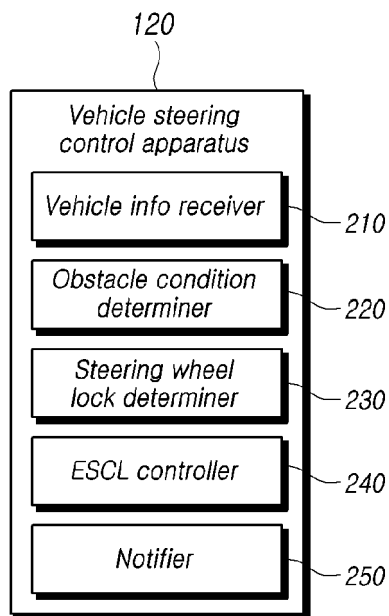 120
Vehicle steering
control apparatus
Vehicle info receiver
210
Obstacle condition
determiner
220
Steering wheel
lock determiner
230
ESCL controller
240
Notifier
250